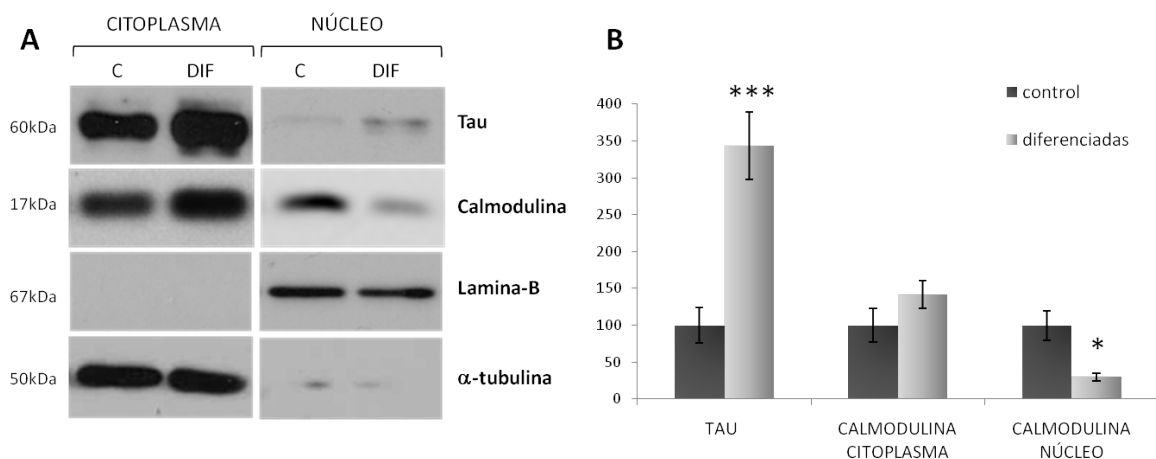 A
CITOPLASMA
NÚCLEO
C
DIF
C
DIF
60kDa
Tau
17kDa
Calmodulina
67kDa
Lamina-B
50kDa
α-tubulina
B
400
350
300
250
200
150
100
50
0
***
*
control
diferenciadas
TAU
CALMODULINA
CITOPLASMA
CALMODULINA
NÚCLEO